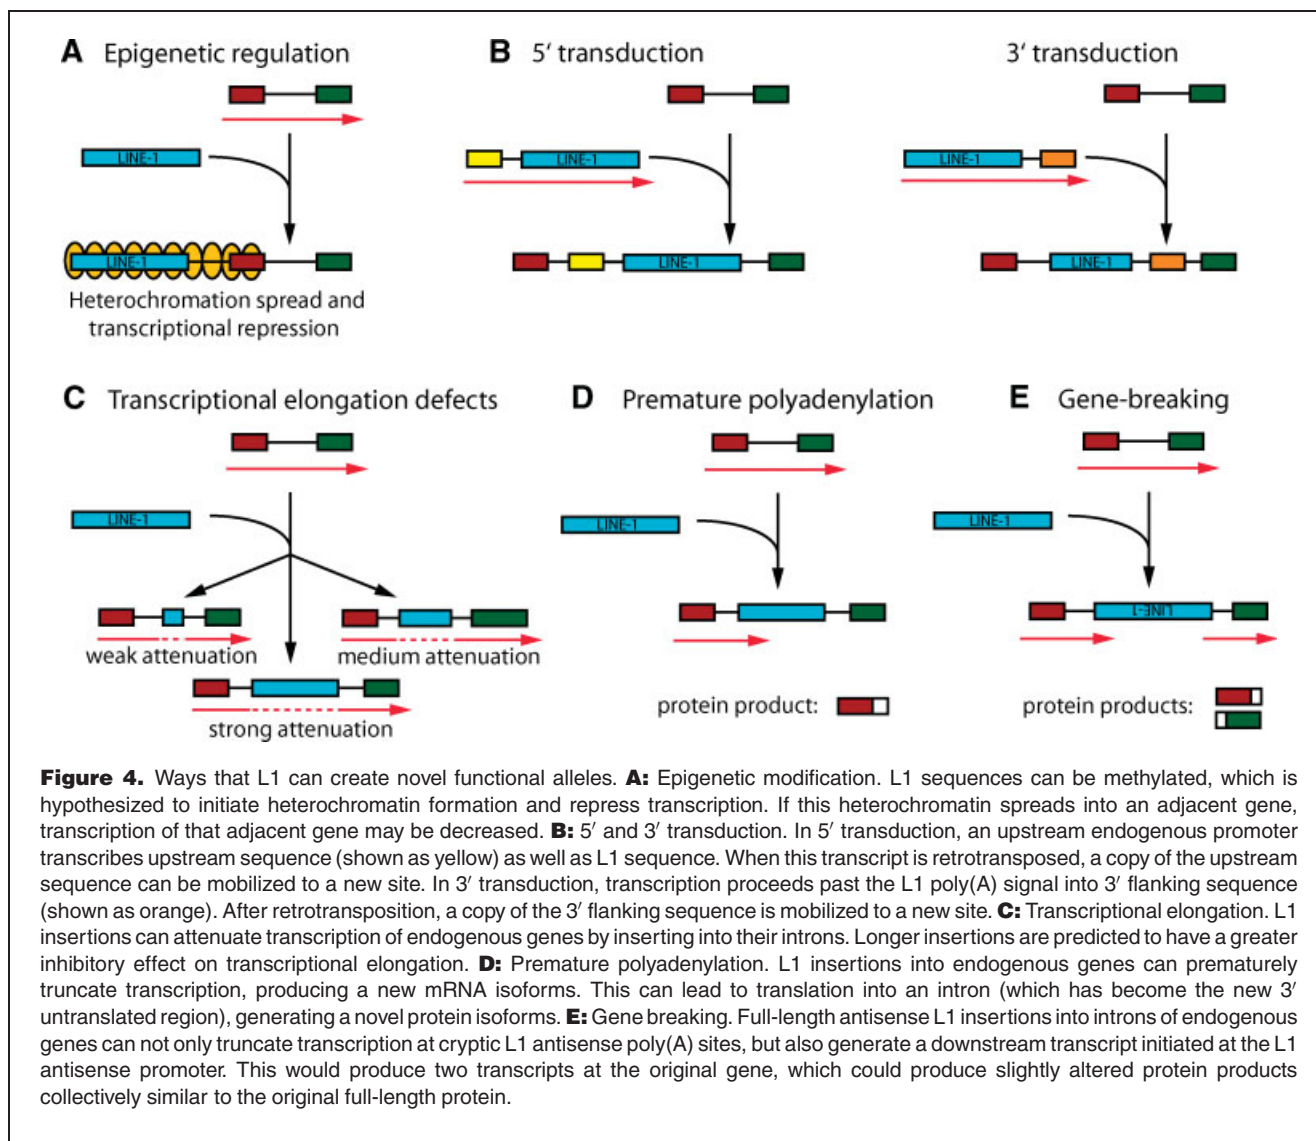 A Epigenetic regulation
LINE-1
LINE-1
Heterochromation spread and
transcriptional repression
B 5′ transduction
LINE-1
LINE-1
3′ transduction
LINE-1
LINE-1
C Transcriptional elongation defects
LINE-1
weak attenuation
medium attenuation
strong attenuation
D Premature polyadenylation
LINE-1
protein product:
E Gene-breaking
LINE-1
LINE-1
protein products:
Figure 4. Ways that L1 can create novel functional alleles. A: Epigenetic modification. L1 sequences can be methylated, which is
hypothesized to initiate heterochromatin formation and repress transcription. If this heterochromatin spreads into an adjacent gene,
transcription of that adjacent gene may be decreased. B: 5′ and 3′ transduction. In 5′ transduction, an upstream endogenous promoter
transcribes upstream sequence (shown as yellow) as well as L1 sequence. When this transcript is retrotransposed, a copy of the upstream
sequence can be mobilized to a new site. In 3′ transduction, transcription proceeds past the L1 poly(A) signal into 3′ flanking sequence
(shown as orange). After retrotransposition, a copy of the 3′ flanking sequence is mobilized to a new site. C: Transcriptional elongation. L1
insertions can attenuate transcription of endogenous genes by inserting into their introns. Longer insertions are predicted to have a greater
inhibitory effect on transcriptional elongation. D: Premature polyadenylation. L1 insertions into endogenous genes can prematurely
truncate transcription, producing a new mRNA isoforms. This can lead to translation into an intron (which has become the new 3′
untranslated region), generating a novel protein isoforms. E: Gene breaking. Full-length antisense L1 insertions into introns of endogenous
genes can not only truncate transcription at cryptic L1 antisense poly(A) sites, but also generate a downstream transcript initiated at the L1
antisense promoter. This would produce two transcripts at the original gene, which could produce slightly altered protein products
collectively similar to the original full-length protein.